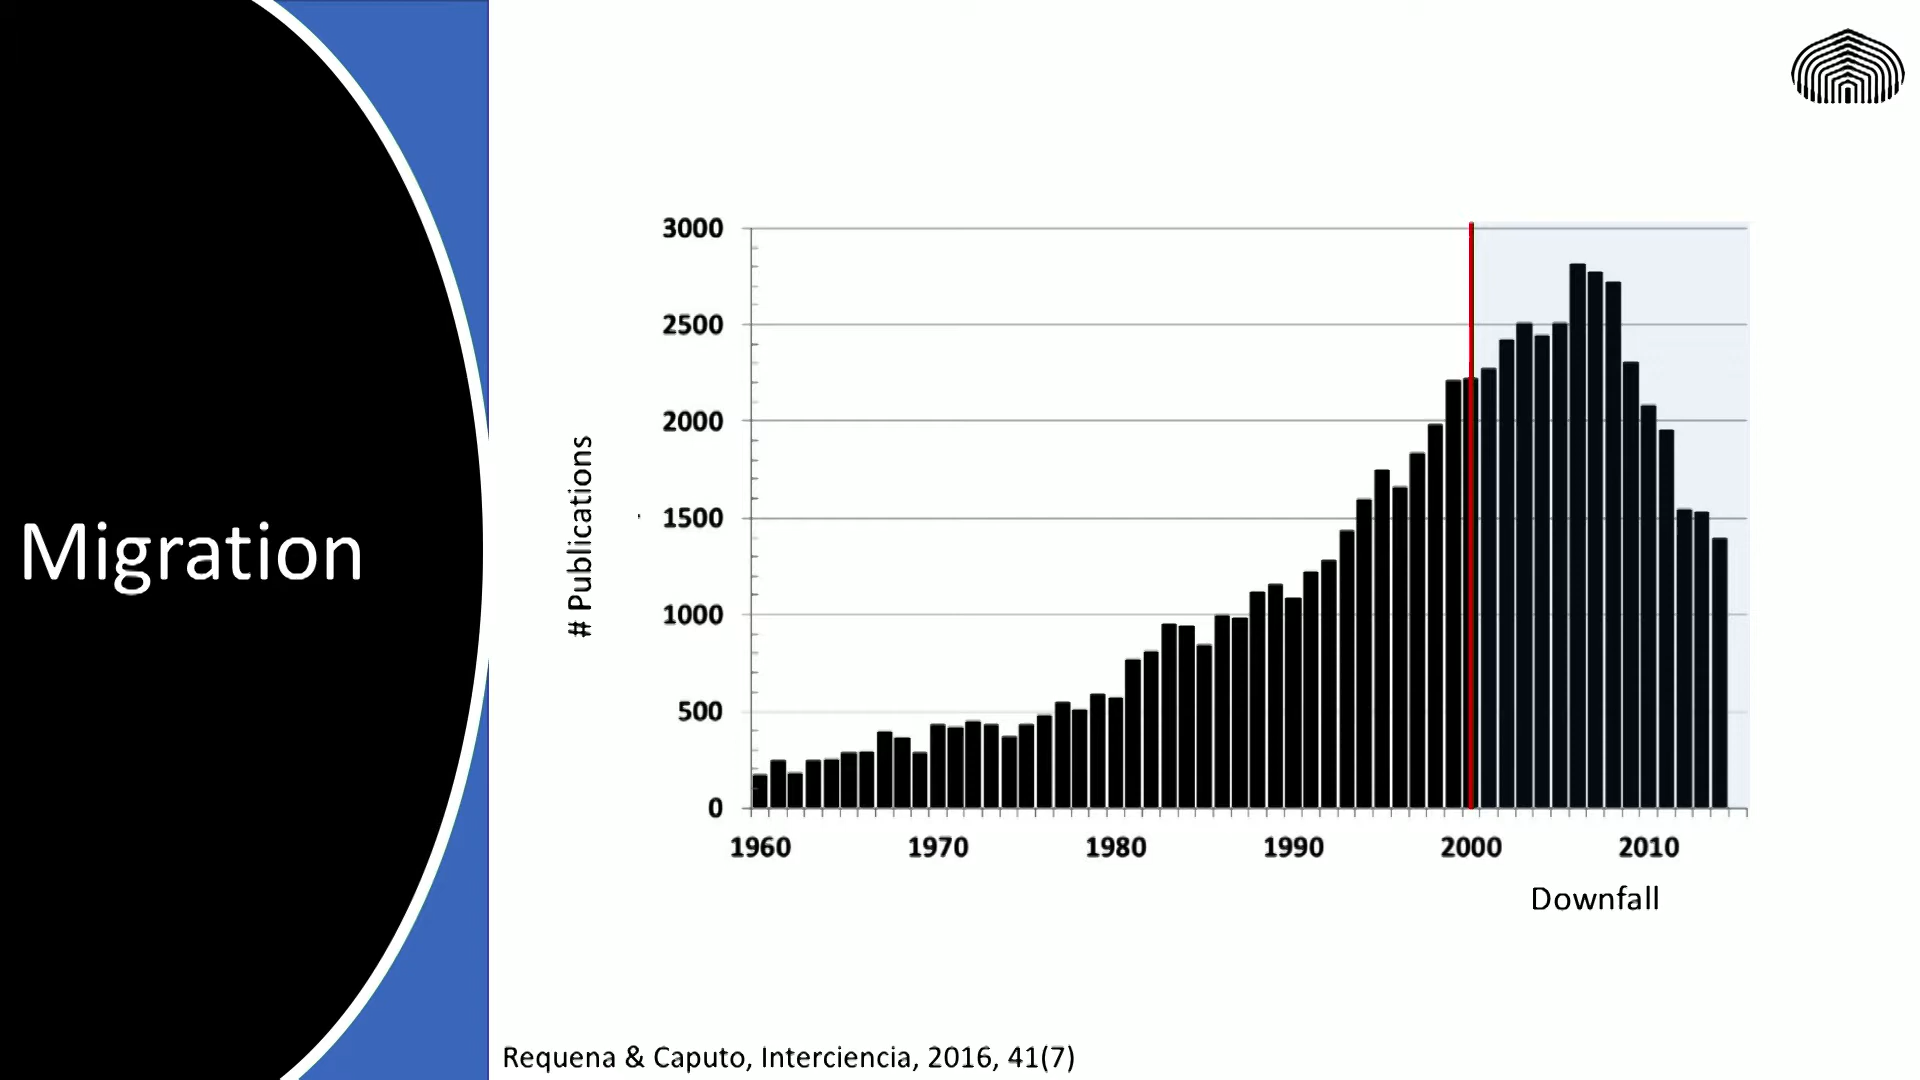 Migration
# Publications
3000
2500
2000
1500
1000
500
0
1960 1970 1980 1990 2000 2010
Downfall
Requena & Caputo, Interciencia, 2016, 41(7)